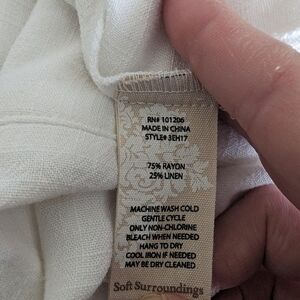 RN# 101206
MADE IN CHINA
STYLE# 3EH17
75% RAYON
25% LINEN
MACHINE WASH COLD
GENTLE CYCLE
ONLY NON-CHLORINE
BLEACH WHEN NEEDED
HANG TO DRY
COOL IRON IF NEEDED
MAY BE DRY CLEANED
Soft Surroundings